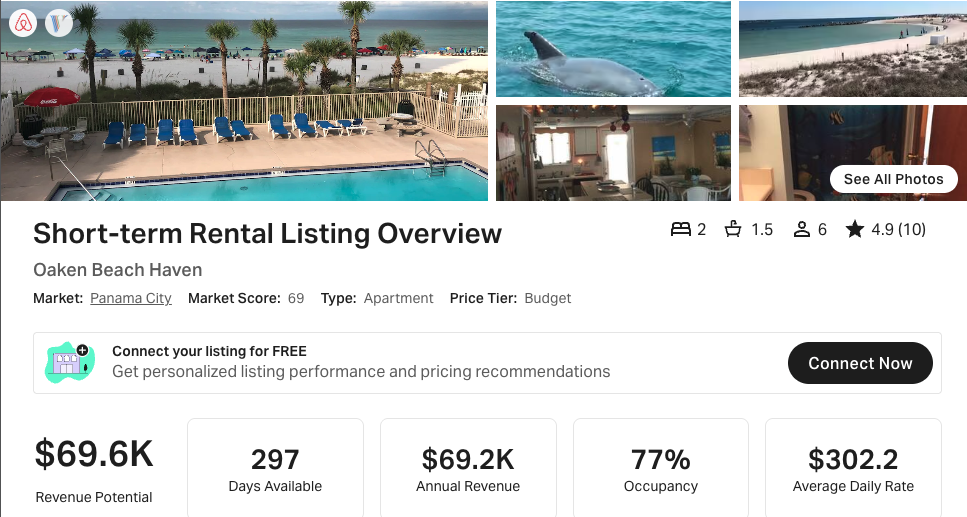 See All Photos
Short-term Rental Listing Overview
2 1.5 6 4.9 (10)
Oaken Beach Haven
Market: Panama City Market Score: 69 Type: Apartment Price Tier: Budget
Connect your listing for FREE
Get personalized listing performance and pricing recommendations
Connect Now
$69.6K
Revenue Potential
297
Days Available
$69.2K
Annual Revenue
77%
Occupancy
$302.2
Average Daily Rate